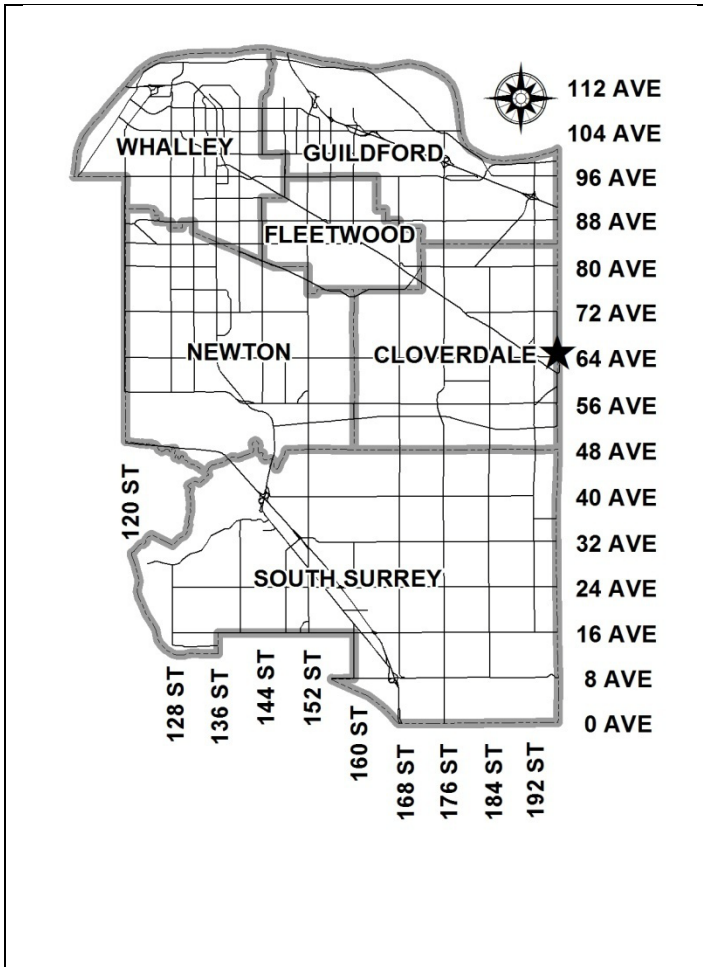 112 AVE
104 AVE
WHALLEY
GUILDFORD
96 AVE
88 AVE
FLEETWOOD
80 AVE
72 AVE
NEWTON
CLOVERDALE
64 AVE
56 AVE
48 AVE
120 ST
40 AVE
32 AVE
SOUTH SURREY
24 AVE
16 AVE
8 AVE
0 AVE
128 ST
136 ST
144 ST
152 ST
160 ST
168 ST
176 ST
184 ST
192 ST